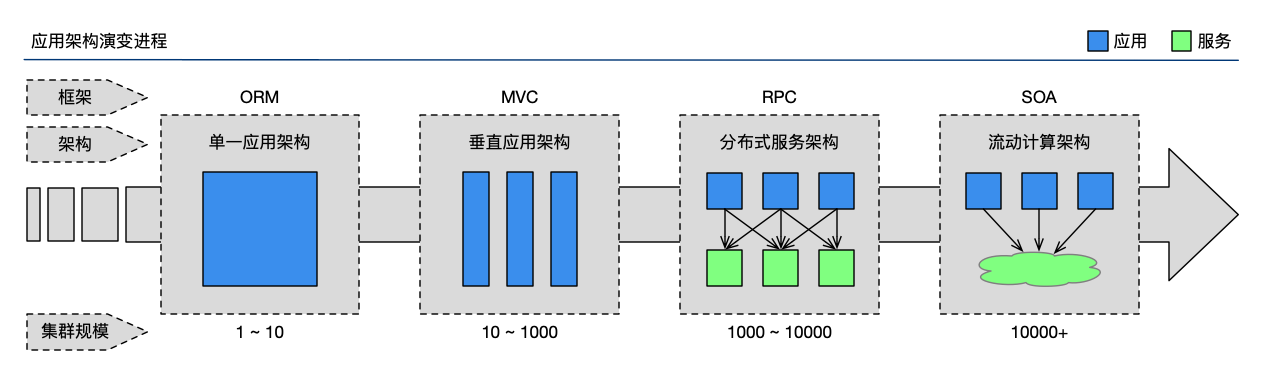 应用架构演变进程
应用
服务
框架
ORM
MVC
RPC
SOA
架构
单一应用架构
垂直应用架构
分布式服务架构
流动计算架构
集群规模
1 ~ 10
10 ~ 1000
1000 ~ 10000
10000+